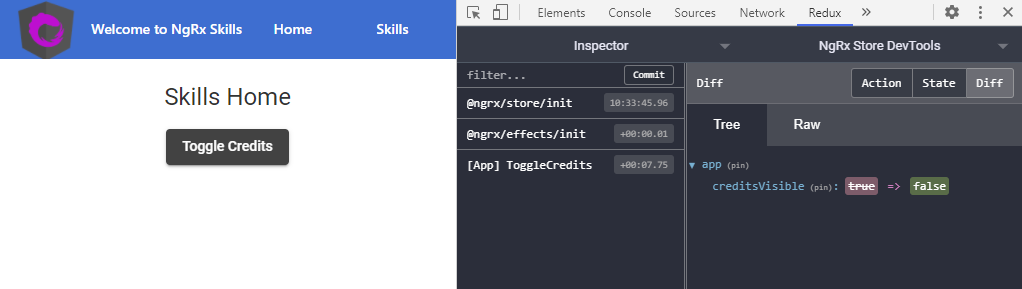 Welcome to NgRx Skills Home Skills
Skills Home
Toggle Credits
Elements Console Sources Network Redux »
Inspector NgRx Store DevTools
filter... Commit
@ngrx/store/init 10:33:45.96
@ngrx/effects/init +00:00.01
[App] ToggleCredits +00:07.75
Diff Action State Diff
Tree Raw
▼ app (pin)
creditsVisible (pin): true => false